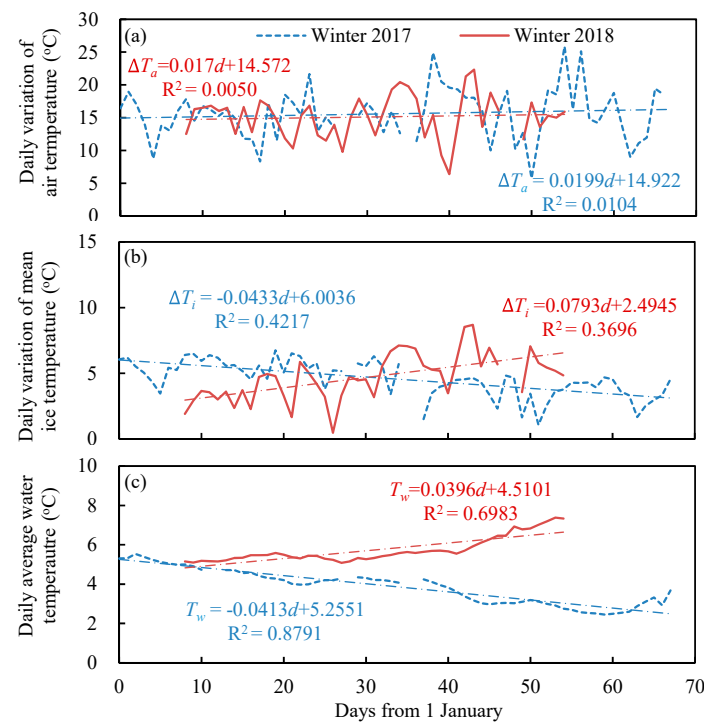 (a)
Winter 2017
Winter 2018
ΔTa=0.017d+14.572
R² = 0.0050
ΔTa = 0.0199d+14.922
R² = 0.0104
Daily variation of
air termperature (°C)
30
25
20
15
10
5
0
(b)
ΔTi = -0.0433d+6.0036
R² = 0.4217
ΔTi=0.0793d+2.4945
R² = 0.3696
Daily variation of mean
ice termperature (°C)
15
10
5
0
(c)
Tw=0.0396d+4.5101
R² = 0.6983
Tw = -0.0413d+5.2551
R² = 0.8791
Daily average water
temperautre (°C)
10
8
6
4
2
0
0 10 20 30 40 50 60 70
Days from 1 January